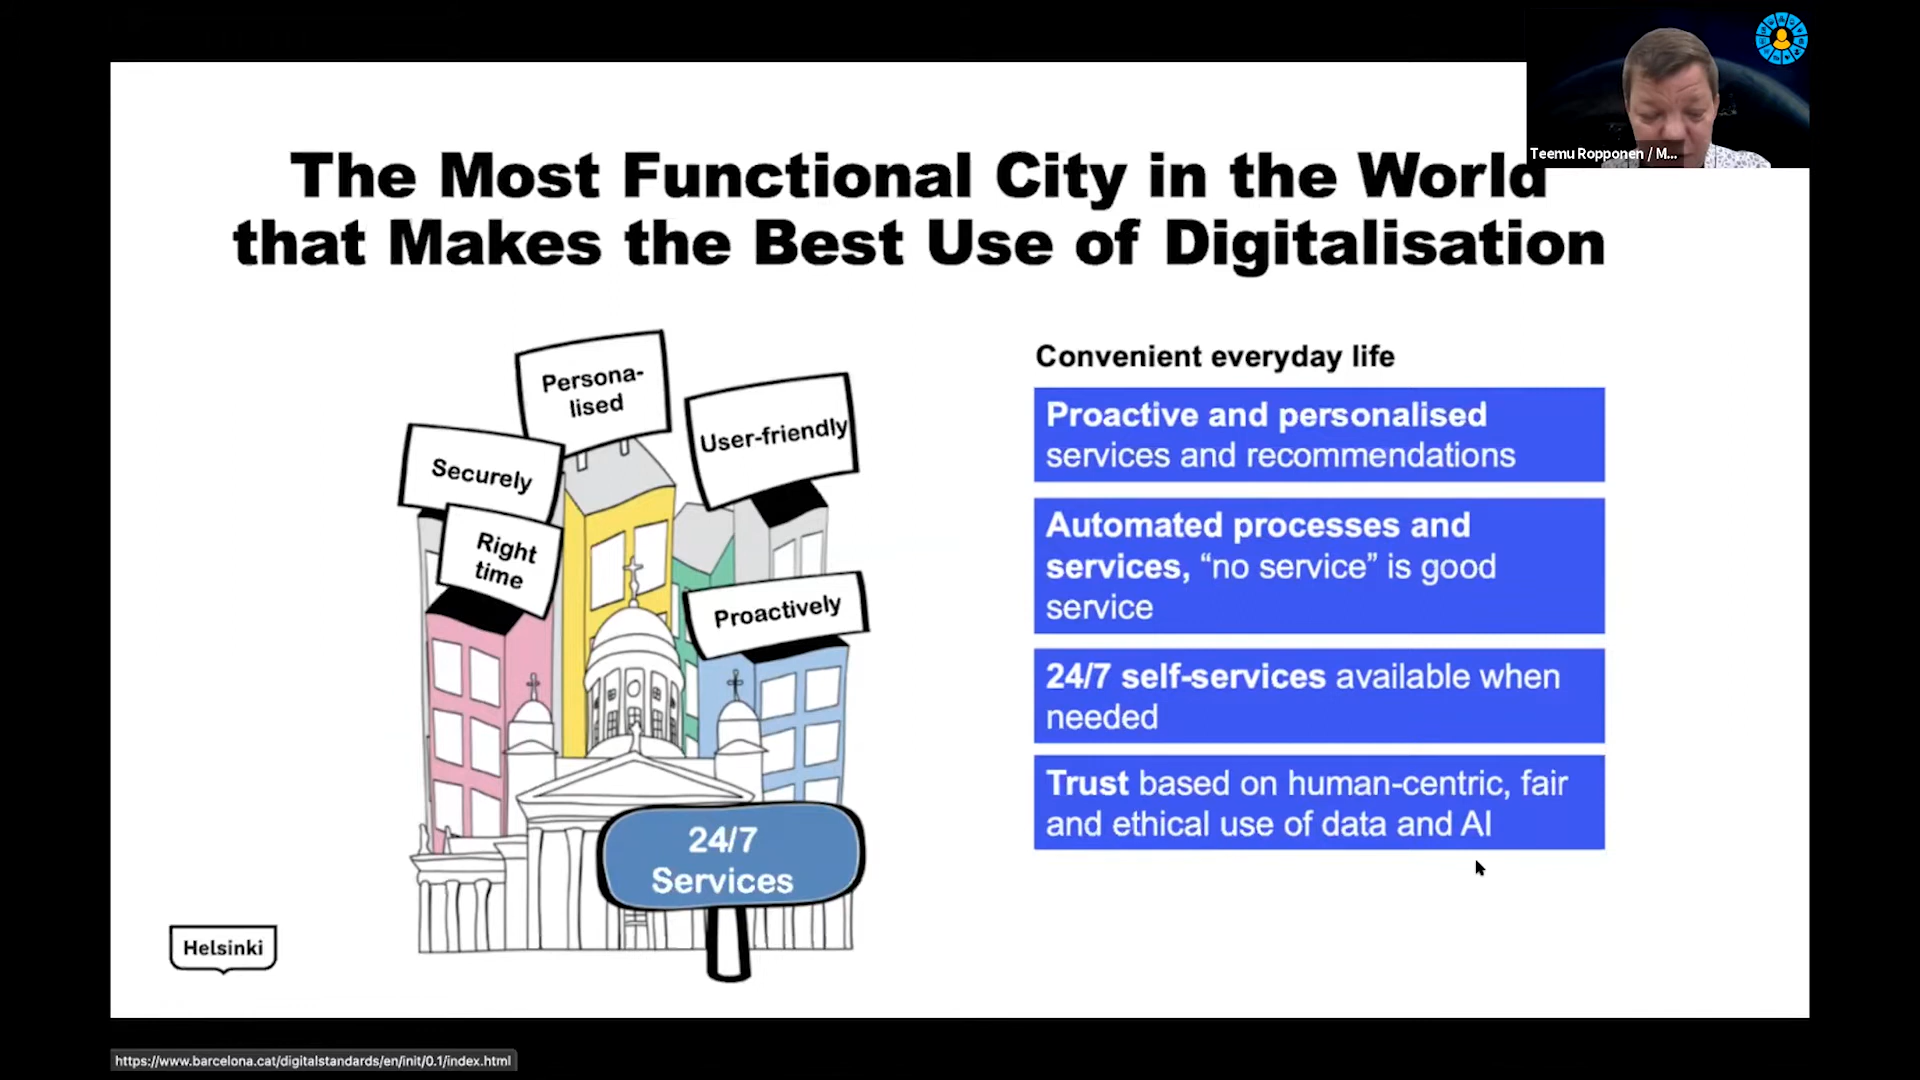 Teemu Ropponen / M...
The Most Functional City in the World
that Makes the Best Use of Digitalisation
Persona-
lised
User-friendly
Securely
Right
time
Proactively
24/7
Services
Helsinki
Convenient everyday life
Proactive and personalised
services and recommendations
Automated processes and
services, “no service” is good
service
24/7 self-services available when
needed
Trust based on human-centric, fair
and ethical use of data and AI
https://www.barcelona.cat/digitalstandards/en/init/0.1/index.html